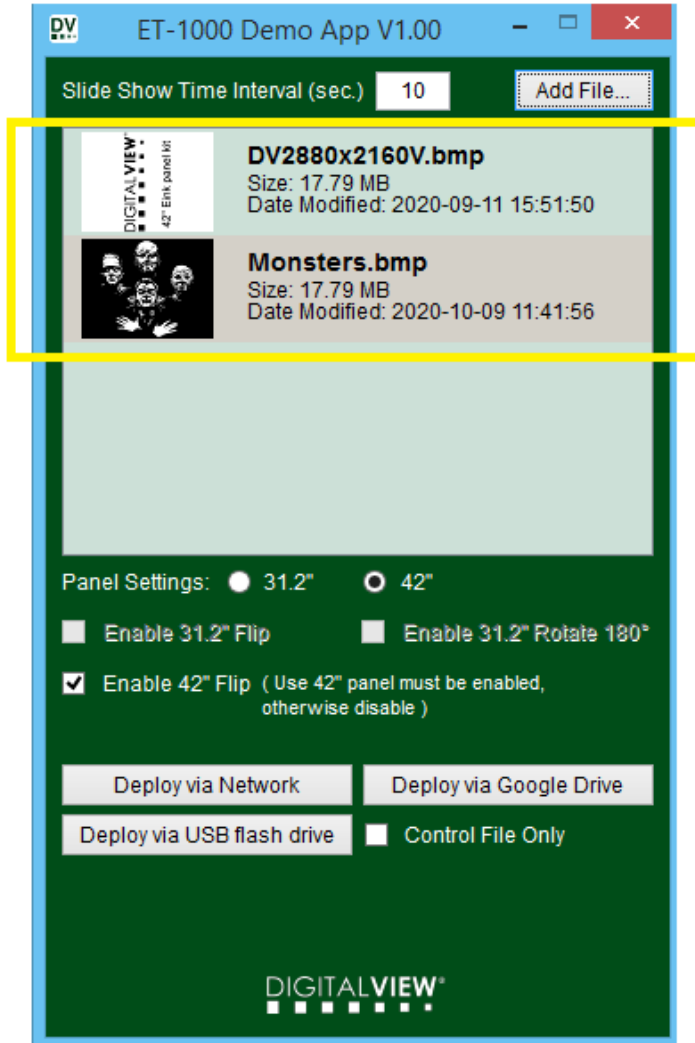 DV ET-1000 Demo App V1.00
Slide Show Time Interval (sec.) 10 Add File...
DIGITALVIEW
42" Eink panel kit
DV2880x2160V.bmp
Size: 17.79 MB
Date Modified: 2020-09-11 15:51:50
Monsters.bmp
Size: 17.79 MB
Date Modified: 2020-10-09 11:41:56
Panel Settings: 31.2" 42"
Enable 31.2" Flip Enable 31.2" Rotate 180°
Enable 42" Flip ( Use 42" panel must be enabled,
otherwise disable )
Deploy via Network Deploy via Google Drive
Deploy via USB flash drive Control File Only
DIGITALVIEW®